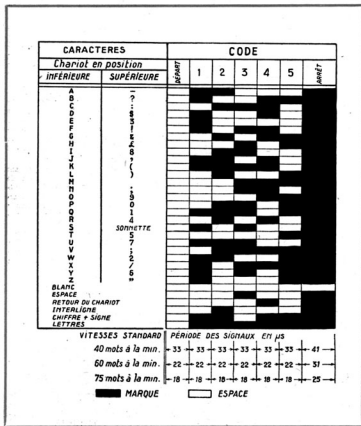 CARACTERES CODE
Chariot en position DÉPART 1 2 3 4 5 ARRÊT
INFÉRIEURE SUPÉRIEURE
A –
B ?
C :
D $
E 3
F !
G &
H £
I 8
J '
K (
L )
M .
N ,
O 9
P 0
Q 1
R 4
S SONNETTE
T 5
U 7
V ;
W 2
X /
Y 6
Z "
BLANC
ESPACE
RETOUR DU CHARIOT
INTERLIGNE
CHIFFRE + SIGNE
LETTRES
VITESSES STANDARD PÉRIODE DES SIGNAUX EN µs
40 mots à la min. 33 33 33 33 33 33 41
60 mots à la min. 22 22 22 22 22 22 31
75 mots à la min. 18 18 18 18 18 18 25
MARQUE ESPACE